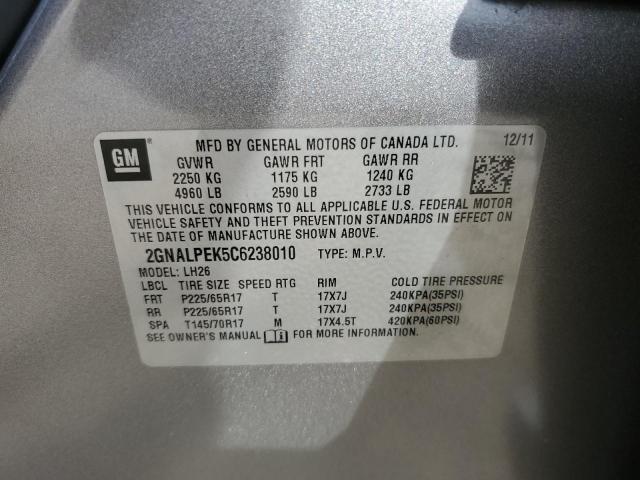 GM
MFD BY GENERAL MOTORS OF CANADA LTD. 12/11
GVWR GAWR FRT GAWR RR
2250 KG 1175 KG 1240 KG
4960 LB 2590 LB 2733 LB
THIS VEHICLE CONFORMS TO ALL APPLICABLE U.S. FEDERAL MOTOR
VEHICLE SAFETY AND THEFT PREVENTION STANDARDS IN EFFECT ON
THE DATE OF MANUFACTURE SHOWN ABOVE.
2GNALPEK5C6238010 TYPE: M.P.V.
MODEL: LH26
LBCL TIRE SIZE SPEED RTG RIM COLD TIRE PRESSURE
FRT P225/65R17 T 17X7J 240KPA(35PSI)
RR P225/65R17 T 17X7J 240KPA(35PSI)
SPA T145/70R17 M 17X4.5T 420KPA(60PSI)
SEE OWNER'S MANUAL FOR MORE INFORMATION.